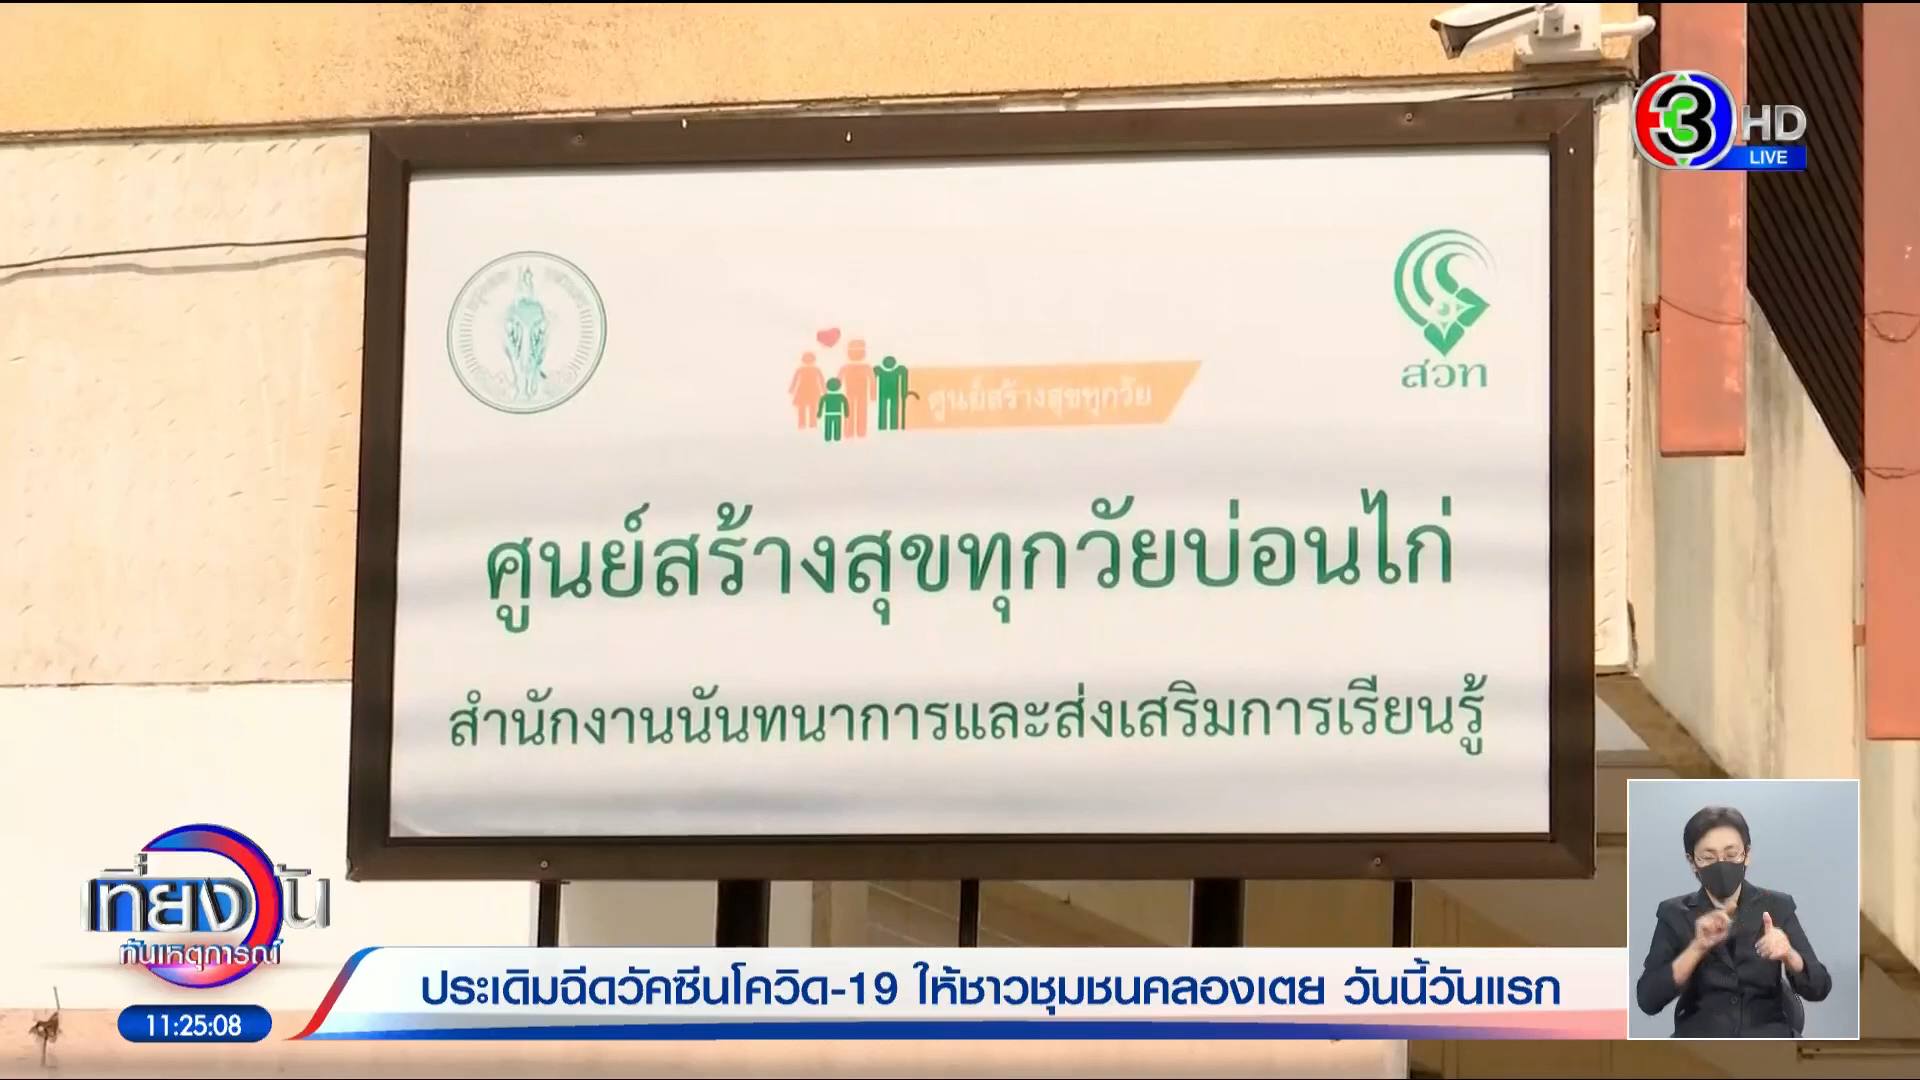 3 HD
LIVE
สวท
ศูนย์สร้างสุขทุกวัย
ศูนย์สร้างสุขทุกวัยบ่อนไก่
สำนักงานนันทนาการและส่งเสริมการเรียนรู้
เที่ยงวัน
ทันเหตุการณ์
ประเดิมฉีดวัคซีนโควิด-19 ให้ชาวชุมชนคลองเตย วันนี้วันแรก
11:25:08